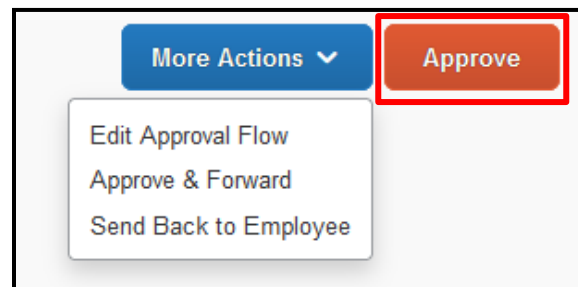 More Actions
Approve
Edit Approval Flow
Approve & Forward
Send Back to Employee